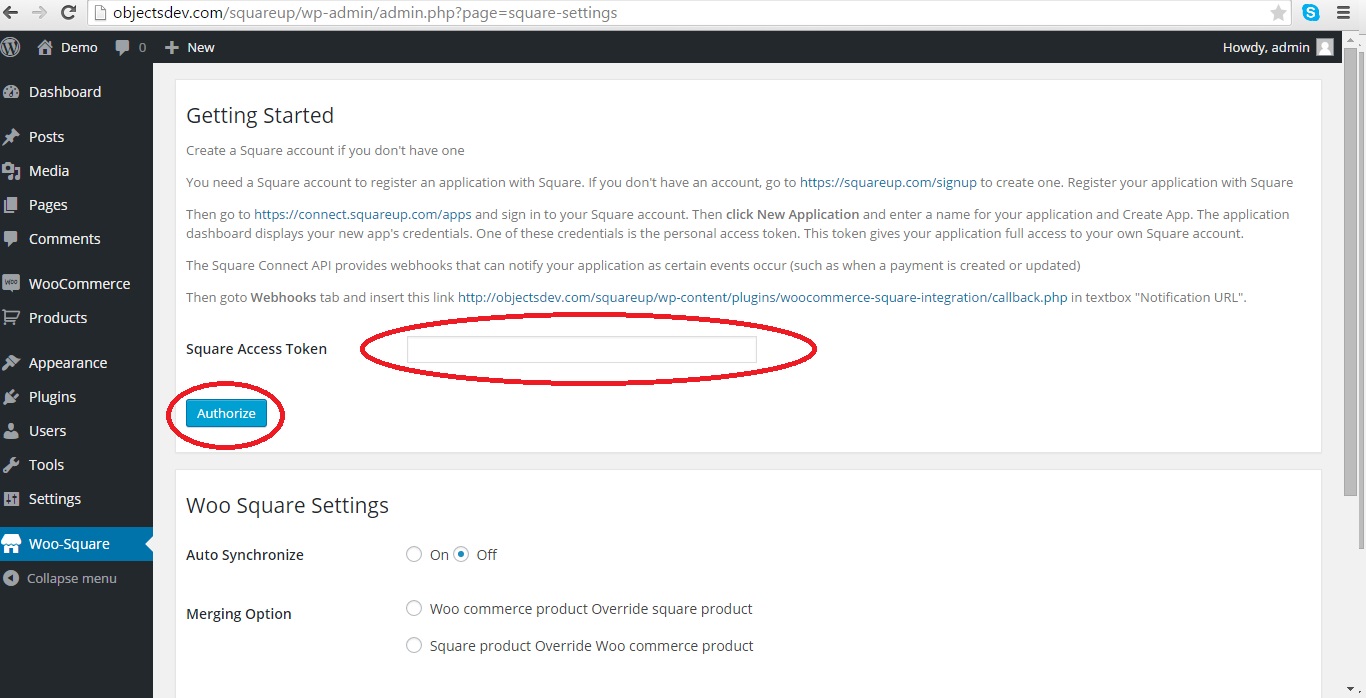 objectsdev.com/squareup/wp-admin/admin.php?page=square-settings
Demo 0 New Howdy, admin
Dashboard
Posts
Media
Pages
Comments
WooCommerce
Products
Appearance
Plugins
Users
Tools
Settings
Woo-Square
Collapse menu
Getting Started
Create a Square account if you don't have one
You need a Square account to register an application with Square. If you don't have an account, go to https://squareup.com/signup to create one. Register your application with Square
Then go to https://connect.squareup.com/apps and sign in to your Square account. Then click New Application and enter a name for your application and Create App. The application
dashboard displays your new app's credentials. One of these credentials is the personal access token. This token gives your application full access to your own Square account.
The Square Connect API provides webhooks that can notify your application as certain events occur (such as when a payment is created or updated)
Then goto Webhooks tab and insert this link http://objectsdev.com/squareup/wp-content/plugins/woocommerce-square-integration/callback.php in textbox "Notification URL".
Square Access Token
Authorize
Woo Square Settings
Auto Synchronize On Off
Merging Option Woo commerce product Override square product
Square product Override Woo commerce product